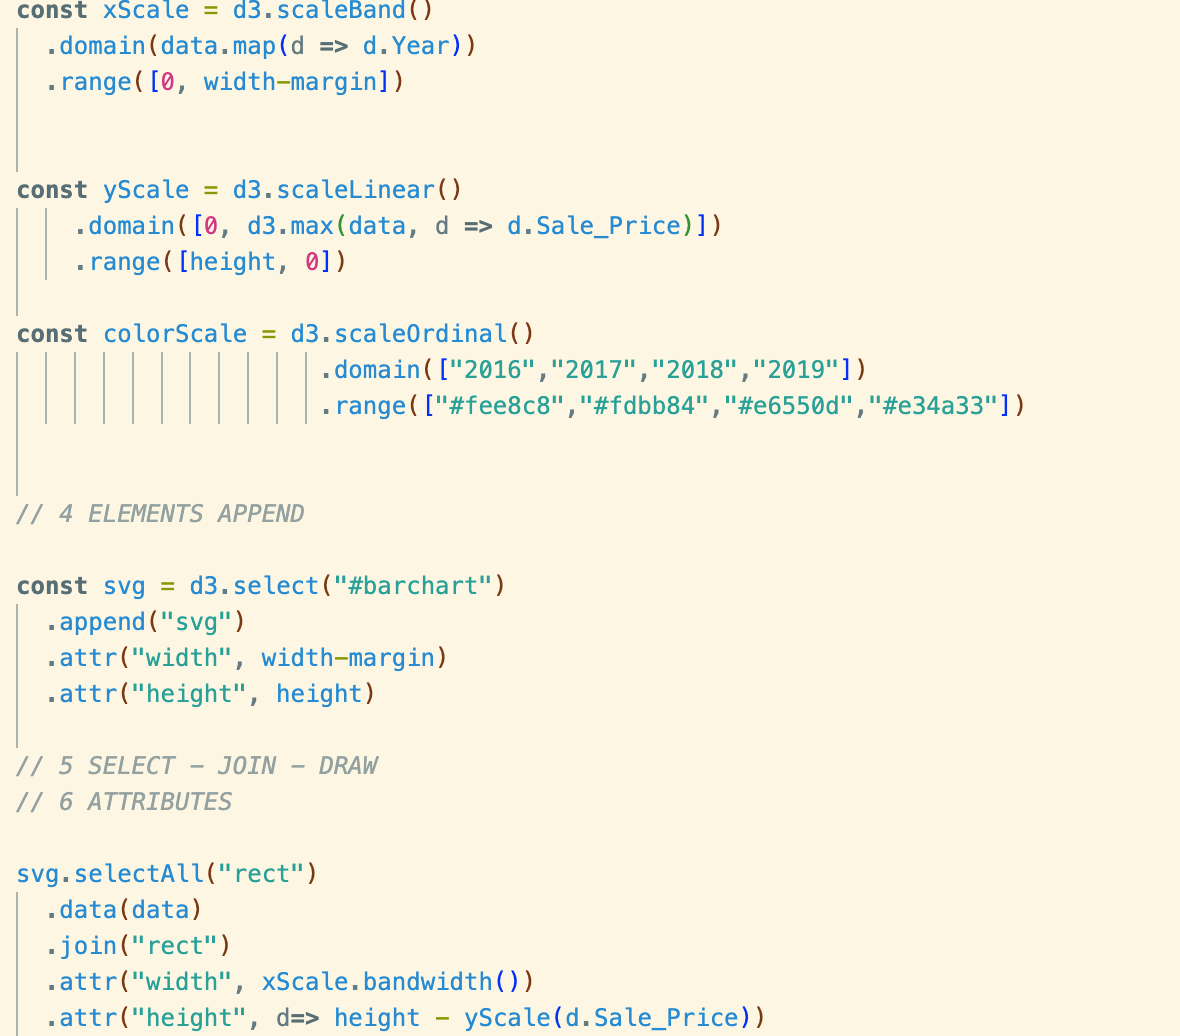 const xScale = d3.scaleBand()
.domain(data.map(d => d.Year))
.range([0, width-margin])
const yScale = d3.scaleLinear()
.domain([0, d3.max(data, d => d.Sale_Price)])
.range([height, 0])
const colorScale = d3.scaleOrdinal()
.domain(["2016","2017","2018","2019"])
.range(["#fee8c8","#fdbb84","#e6550d","#e34a33"])
// 4 ELEMENTS APPEND
const svg = d3.select("#barchart")
.append("svg")
.attr("width", width-margin)
.attr("height", height)
// 5 SELECT - JOIN - DRAW
// 6 ATTRIBUTES
svg.selectAll("rect")
.data(data)
.join("rect")
.attr("width", xScale.bandwidth())
.attr("height", d=> height - yScale(d.Sale_Price))